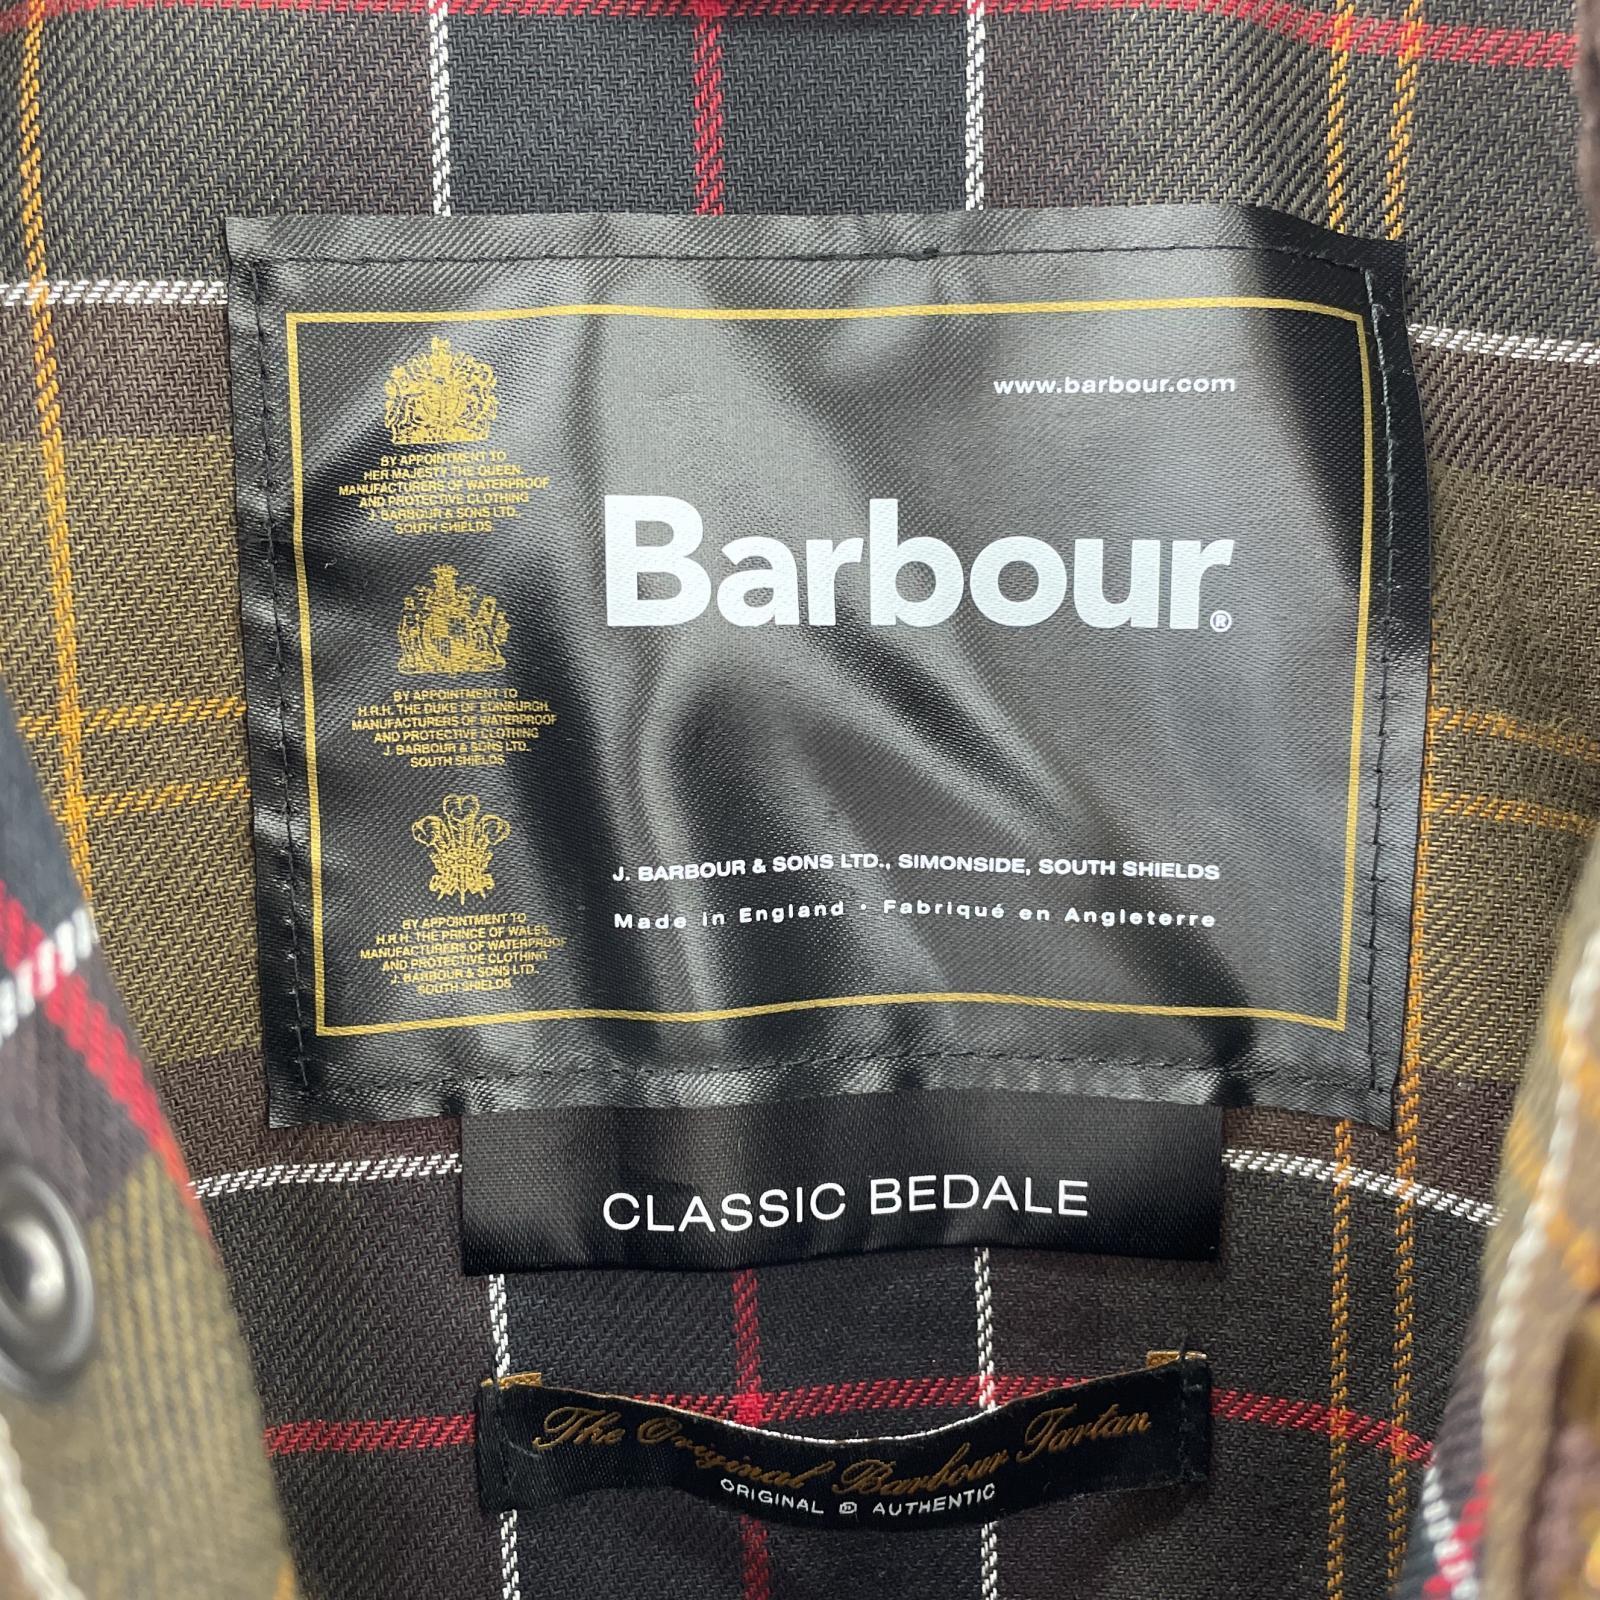 www.barbour.com
BY APPOINTMENT TO
HER MAJESTY THE QUEEN.
MANUFACTURERS OF WATERPROOF
AND PROTECTIVE CLOTHING
J. BARBOUR & SONS LTD.,
SOUTH SHIELDS
Barbour®
BY APPOINTMENT TO
H.R.H. THE DUKE OF EDINBURGH.
MANUFACTURERS OF WATERPROOF
AND PROTECTIVE CLOTHING
J. BARBOUR & SONS LTD.,
SOUTH SHIELDS
BY APPOINTMENT TO
H.R.H. THE PRINCE OF WALES.
MANUFACTURERS OF WATERPROOF
AND PROTECTIVE CLOTHING
J. BARBOUR & SONS LTD.,
SOUTH SHIELDS
J. BARBOUR & SONS LTD., SIMONSIDE, SOUTH SHIELDS
Made in England • Fabriqué en Angleterre
CLASSIC BEDALE
The Original Barbour Tartan
ORIGINAL AUTHENTIC